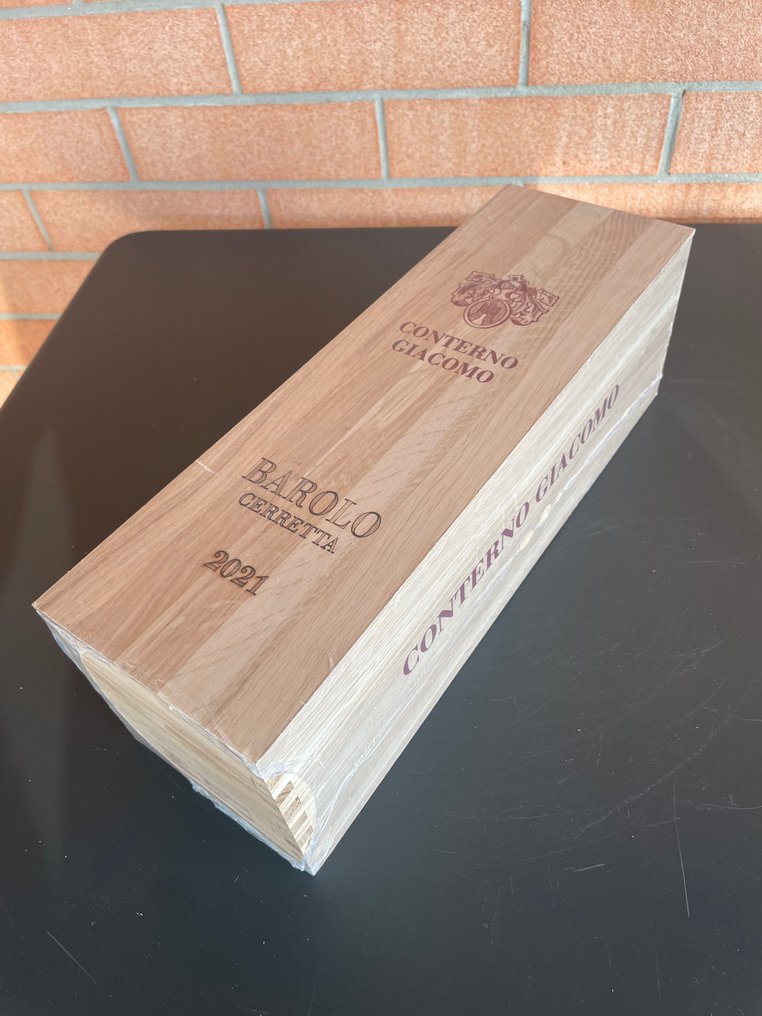 CONTERNO
GIACOMO
BAROLO
CERRETTA
2021
CONTERNO GIACOMO